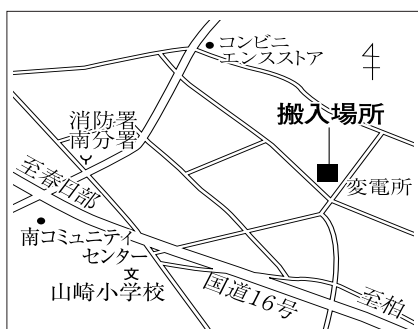 コンビニ
エンスストア
搬入場所
消防署
南分署
変電所
至春日部
南コミュニティ
センター
文
山崎小学校
国道16号
至柏